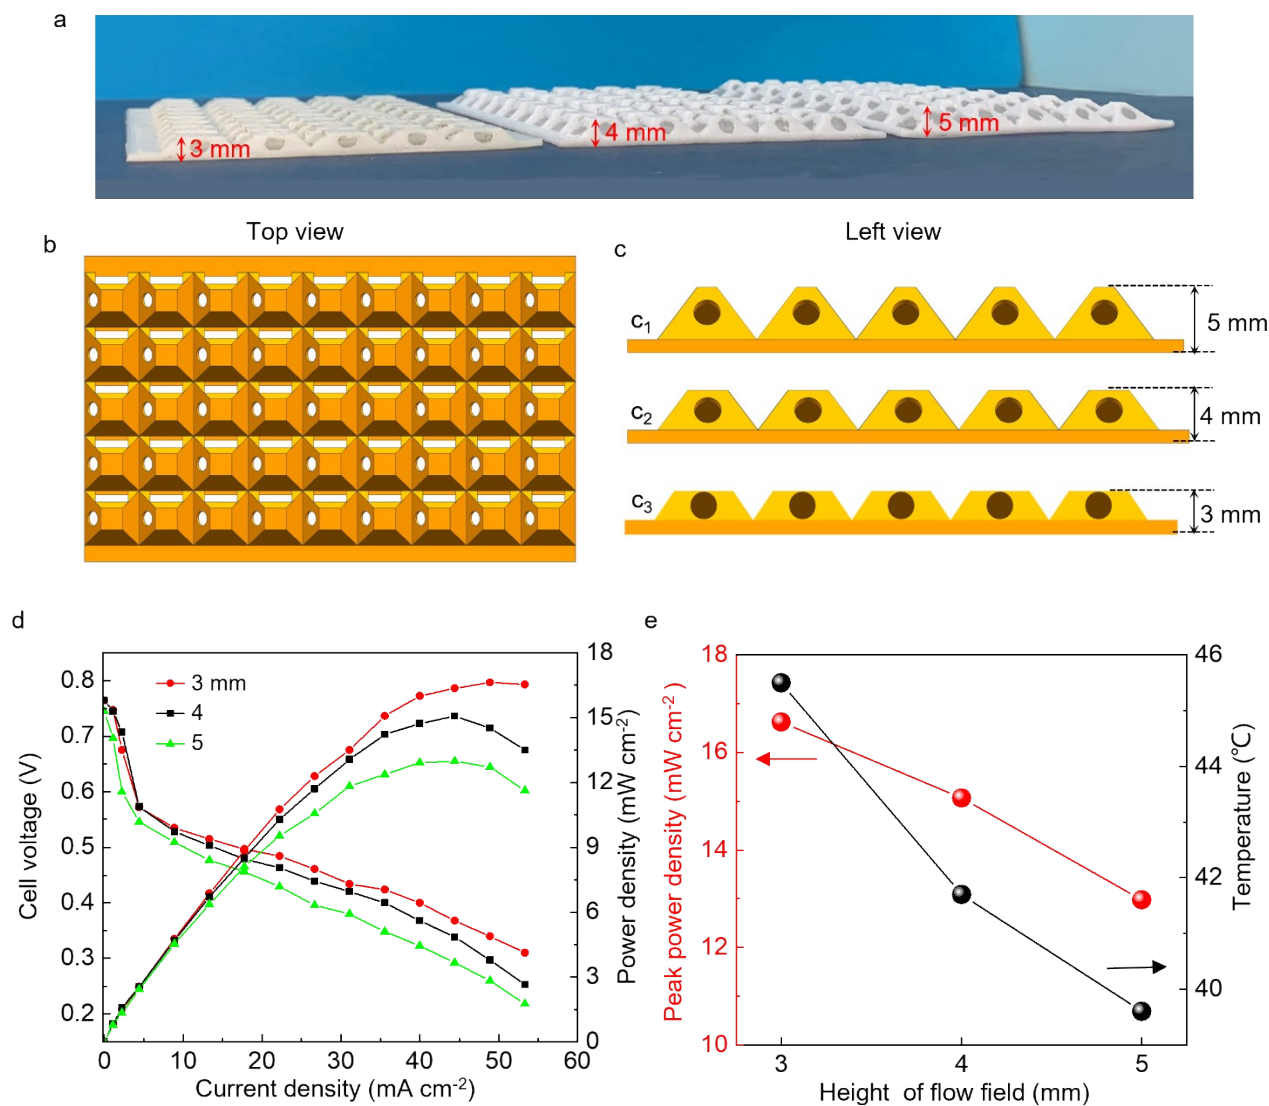 a
3 mm
4 mm
5 mm
Top view
Left view
b
c
c₁
5 mm
c₂
4 mm
c₃
3 mm
d
Cell voltage (V)
0.8
0.7
0.6
0.5
0.4
0.3
0.2
3 mm
4
5
18
15
12
9
6
3
0
Power density (mW cm⁻²)
0 10 20 30 40 50 60
Current density (mA cm⁻²)
e
Peak power density (mW cm⁻²)
18
16
14
12
10
46
44
42
40
Temperature (℃)
3 4 5
Height of flow field (mm)